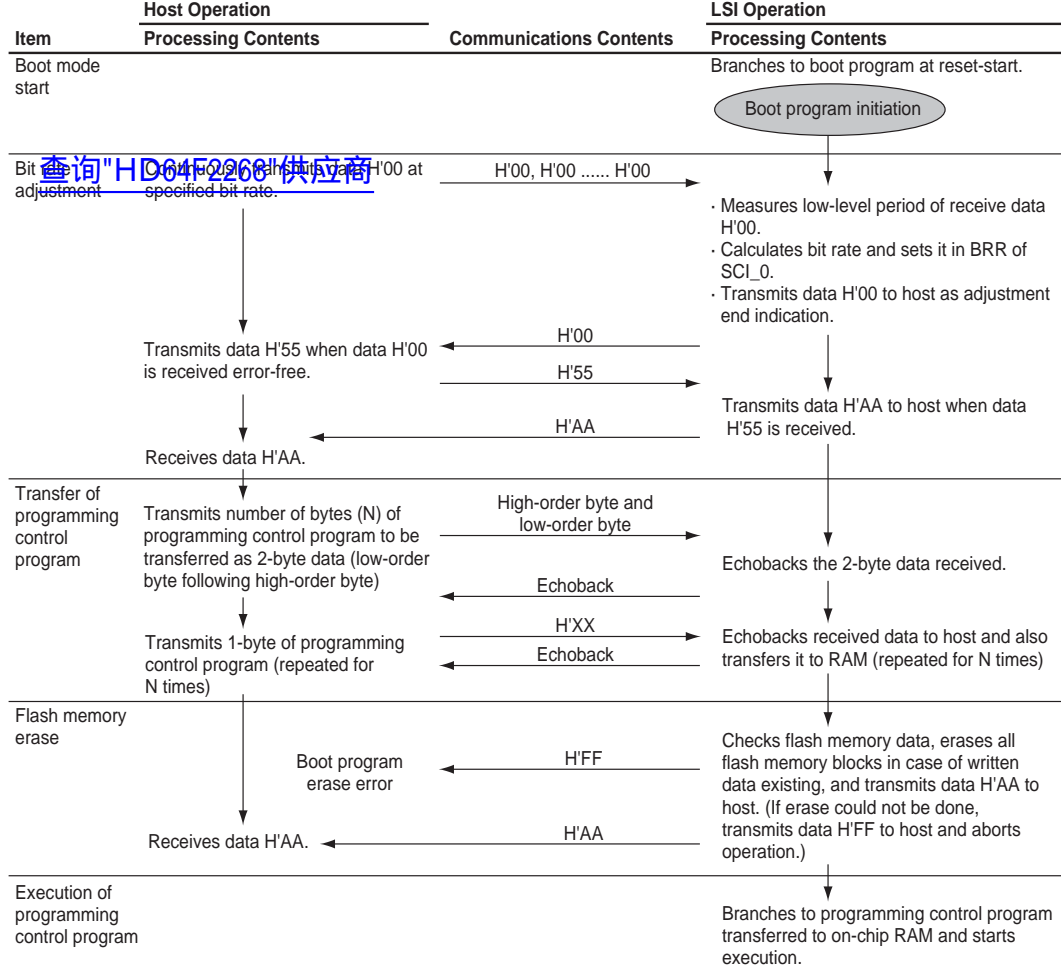 Host Operation
LSI Operation
Item
Processing Contents
Communications Contents
Processing Contents
Boot mode
start
Branches to boot program at reset-start.
Boot program initiation
查询"HD64F2268"供应商
Bit rate
adjustment
Continuously transmits data H'00 at
specified bit rate.
H'00, H'00 ...... H'00
· Measures low-level period of receive data
H'00.
· Calculates bit rate and sets it in BRR of
SCI_0.
· Transmits data H'00 to host as adjustment
end indication.
H'00
Transmits data H'55 when data H'00
is received error-free.
H'55
Transmits data H'AA to host when data
H'55 is received.
H'AA
Receives data H'AA.
Transfer of
programming
control
program
Transmits number of bytes (N) of
programming control program to be
transferred as 2-byte data (low-order
byte following high-order byte)
High-order byte and
low-order byte
Echobacks the 2-byte data received.
Echoback
Transmits 1-byte of programming
control program (repeated for
N times)
H'XX
Echoback
Echobacks received data to host and also
transfers it to RAM (repeated for N times)
Flash memory
erase
Boot program
erase error
H'FF
Checks flash memory data, erases all
flash memory blocks in case of written
data existing, and transmits data H'AA to
host. (If erase could not be done,
transmits data H'FF to host and aborts
operation.)
Receives data H'AA.
H'AA
Execution of
programming
control program
Branches to programming control program
transferred to on-chip RAM and starts
execution.